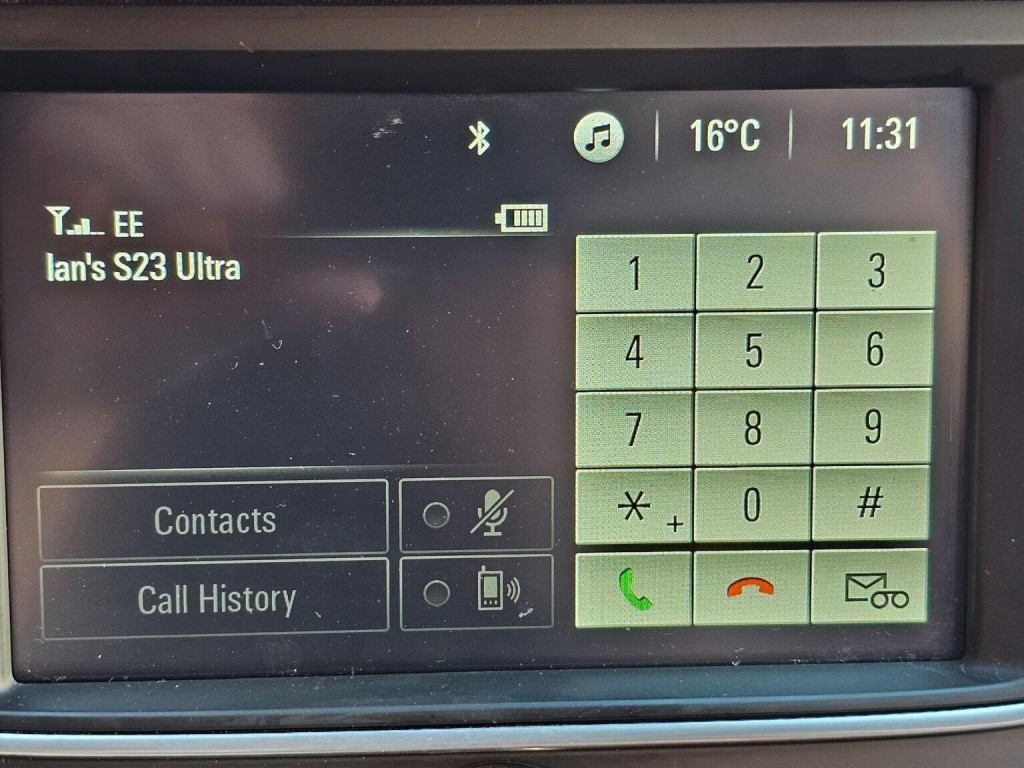 16°C 11:31
EE
Ian's S23 Ultra
1 2 3
4 5 6
7 8 9
* + 0 #
Contacts
Call History